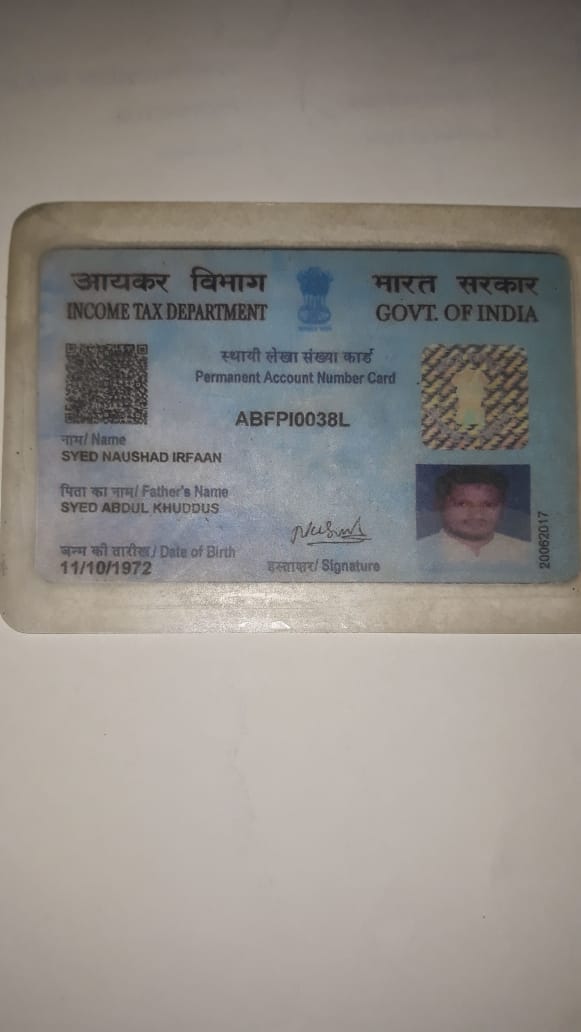 आयकर विभाग
INCOME TAX DEPARTMENT
भारत सरकार
GOVT. OF INDIA
स्थायी लेखा संख्या कार्ड
Permanent Account Number Card
ABFPI0038L
नाम/ Name
SYED NAUSHAD IRFAAN
पिता का नाम/ Father's Name
SYED ABDUL KHUDDUS
जन्म की तारीख/ Date of Birth
11/10/1972
हस्ताक्षर/ Signature
20062017